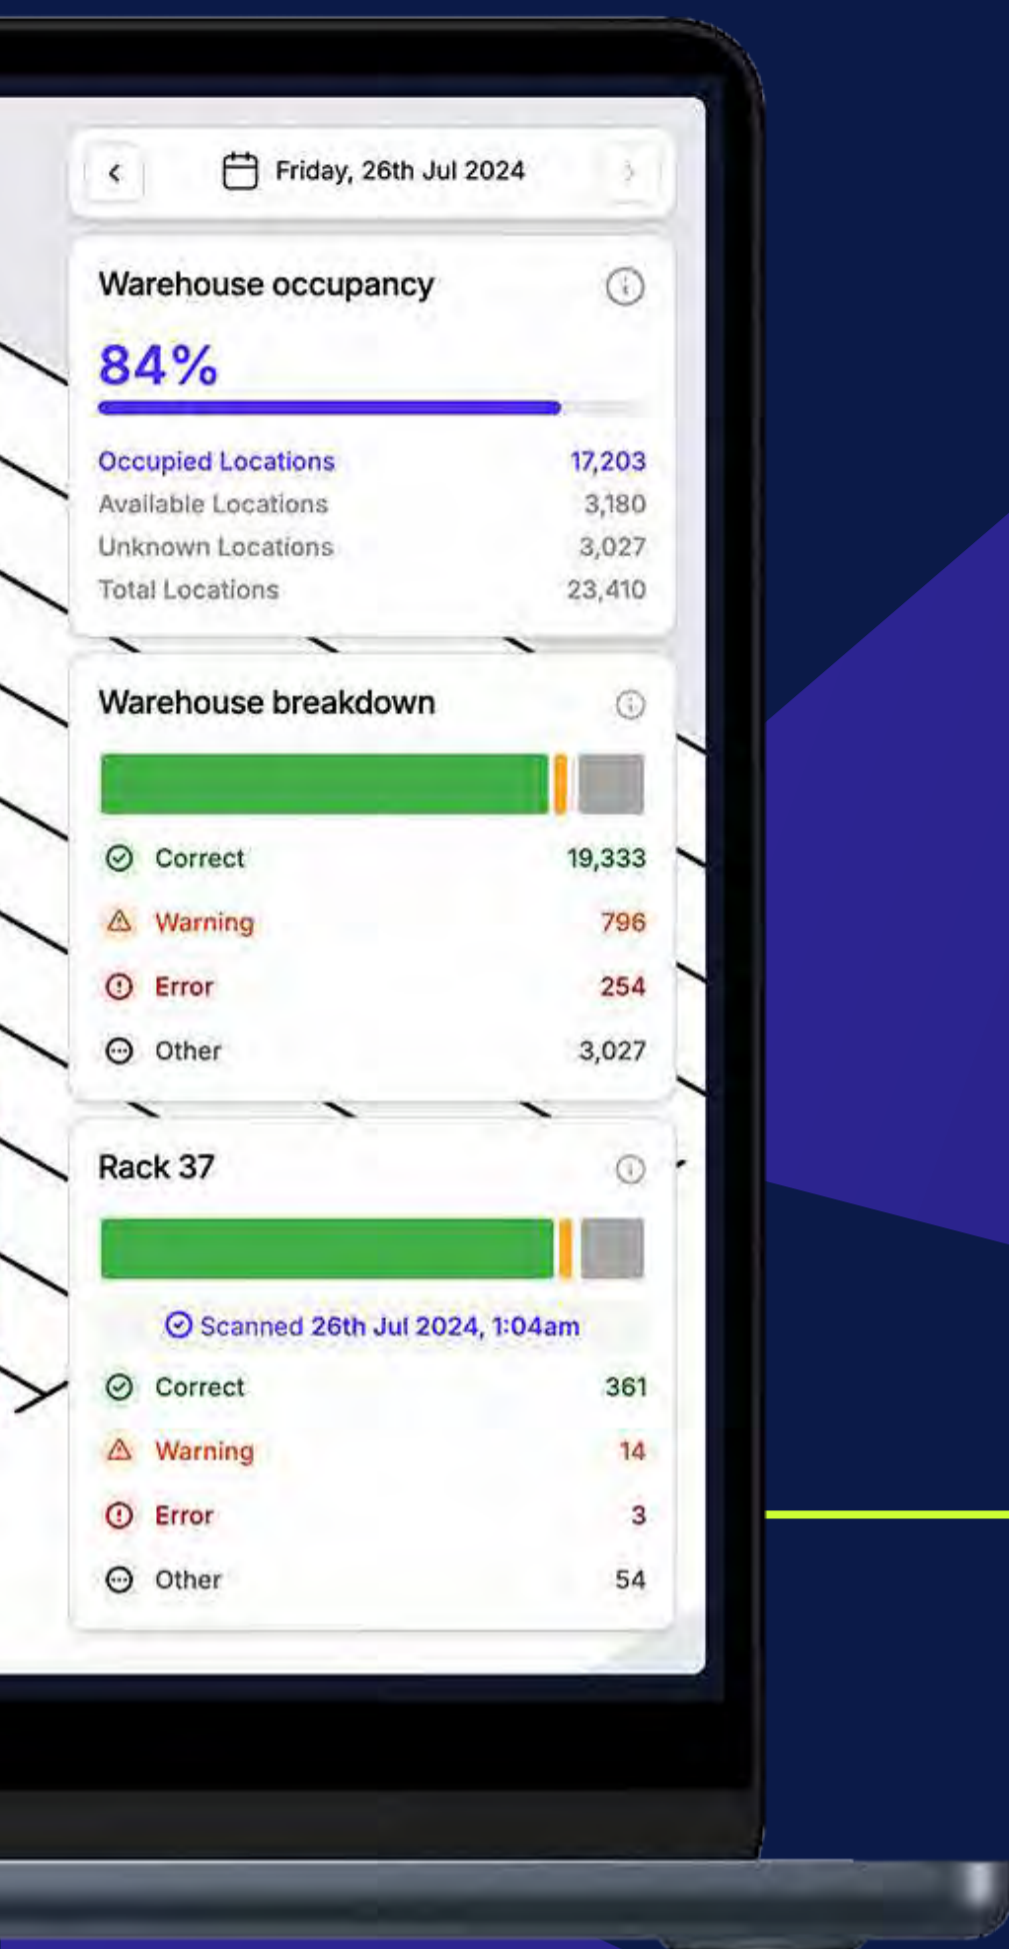 Friday, 26th Jul 2024
Warehouse occupancy
84%
Occupied Locations 17,203
Available Locations 3,180
Unknown Locations 3,027
Total Locations 23,410
Warehouse breakdown
Correct 19,333
Warning 796
Error 254
Other 3,027
Rack 37
Scanned 26th Jul 2024, 1:04am
Correct 361
Warning 14
Error 3
Other 54